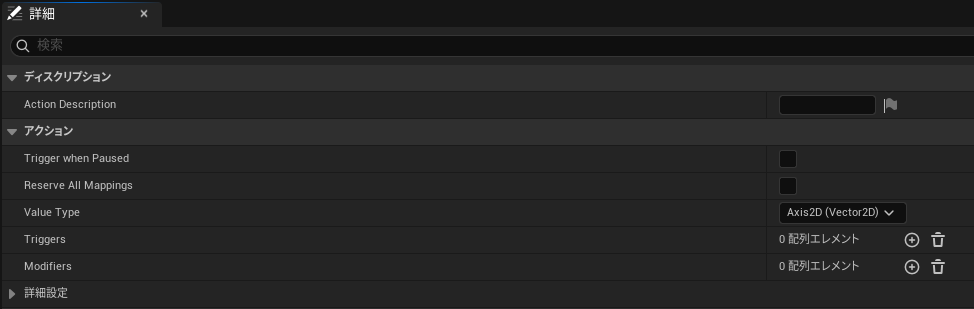 詳細
検索
ディスクリプション
Action Description
アクション
Trigger when Paused
Reserve All Mappings
Value Type Axis2D (Vector2D)
Triggers 0 配列エレメント
Modifiers 0 配列エレメント
詳細設定